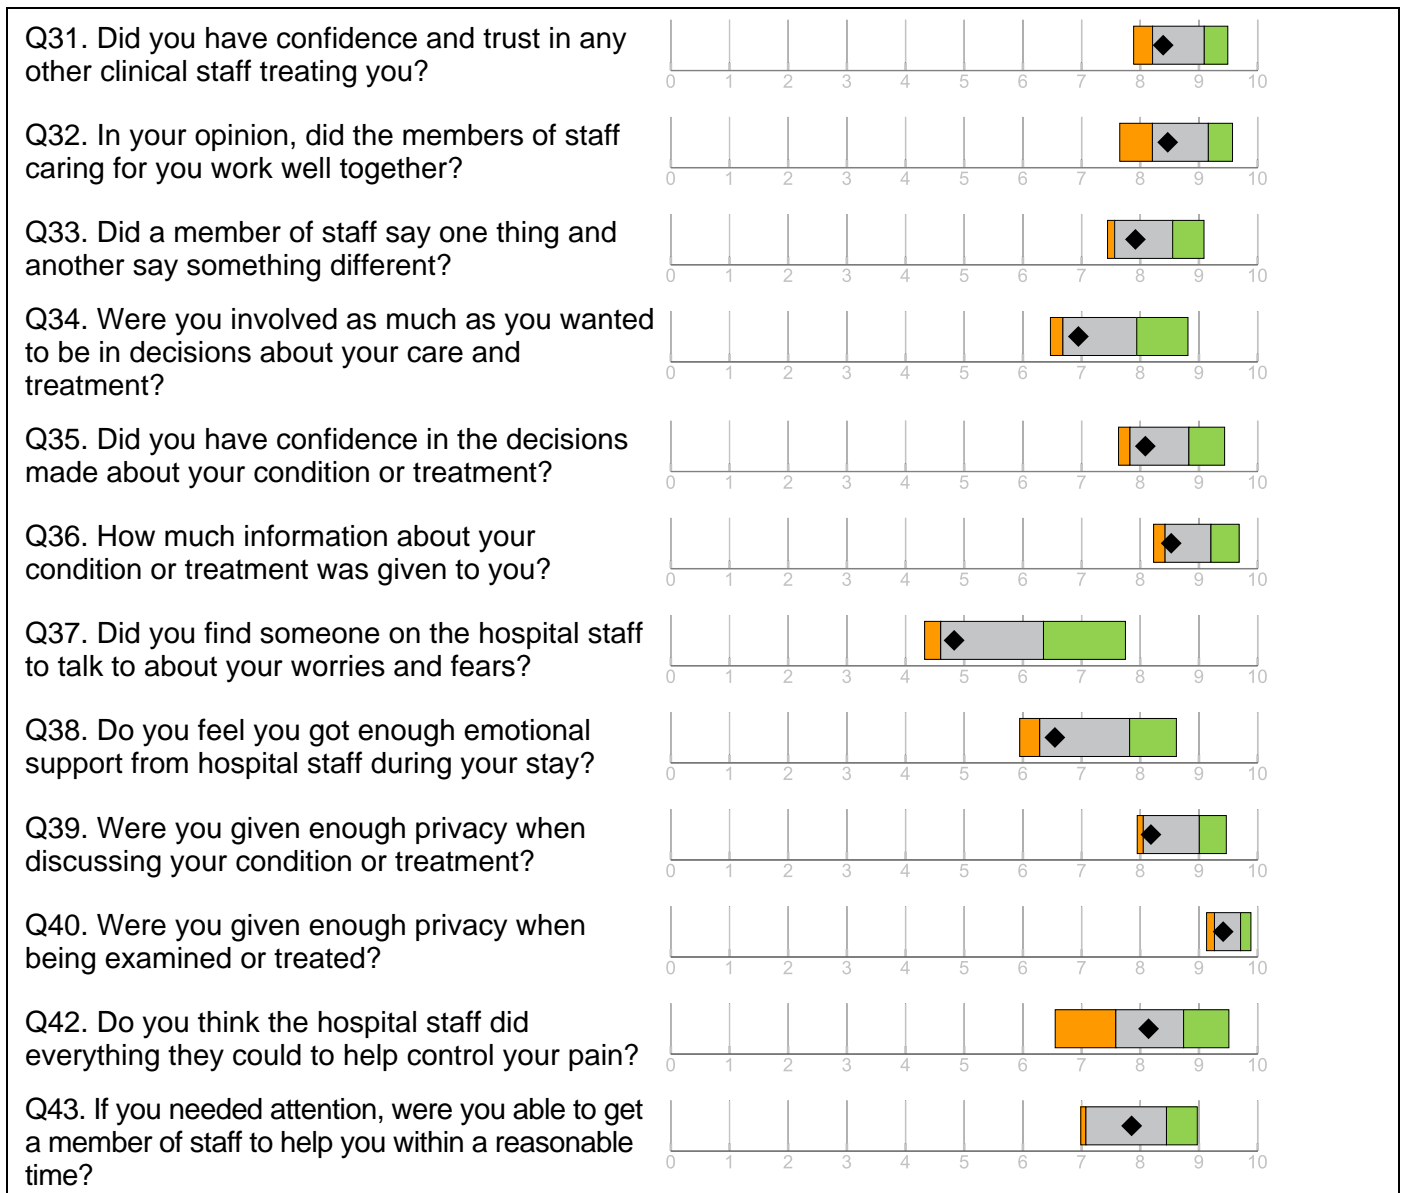 Q31. Did you have confidence and trust in any
other clinical staff treating you?
0 1 2 3 4 5 6 7 8 9 10
Q32. In your opinion, did the members of staff
caring for you work well together?
0 1 2 3 4 5 6 7 8 9 10
Q33. Did a member of staff say one thing and
another say something different?
0 1 2 3 4 5 6 7 8 9 10
Q34. Were you involved as much as you wanted
to be in decisions about your care and
treatment?
0 1 2 3 4 5 6 7 8 9 10
Q35. Did you have confidence in the decisions
made about your condition or treatment?
0 1 2 3 4 5 6 7 8 9 10
Q36. How much information about your
condition or treatment was given to you?
0 1 2 3 4 5 6 7 8 9 10
Q37. Did you find someone on the hospital staff
to talk to about your worries and fears?
0 1 2 3 4 5 6 7 8 9 10
Q38. Do you feel you got enough emotional
support from hospital staff during your stay?
0 1 2 3 4 5 6 7 8 9 10
Q39. Were you given enough privacy when
discussing your condition or treatment?
0 1 2 3 4 5 6 7 8 9 10
Q40. Were you given enough privacy when
being examined or treated?
0 1 2 3 4 5 6 7 8 9 10
Q42. Do you think the hospital staff did
everything they could to help control your pain?
0 1 2 3 4 5 6 7 8 9 10
Q43. If you needed attention, were you able to get
a member of staff to help you within a reasonable
time?
0 1 2 3 4 5 6 7 8 9 10